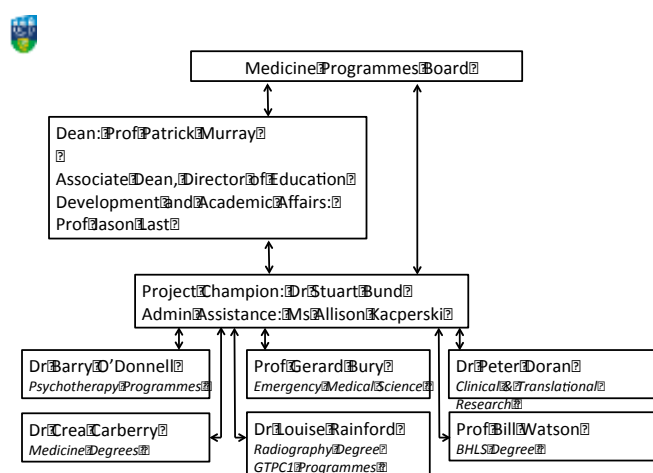 Medicine Programmes Board
Dean: Prof Patrick Murray
Associate Dean, Director of Education
Development and Academic Affairs:
Prof Jason Last
Project Champion: Dr Stuart Bund
Admin Assistance: Ms Allison Kacperski
Dr Barry O'Donnell
Psychotherapy Programmes
Prof Gerard Bury
Emergency Medical Science
Dr Peter Doran
Clinical & Translational
Research
Dr Crea Carberry
Medicine Degrees
Dr Louise Rainford
Radiography Degree
GTPC1 Programmes
Prof Bill Watson
BHLS Degree